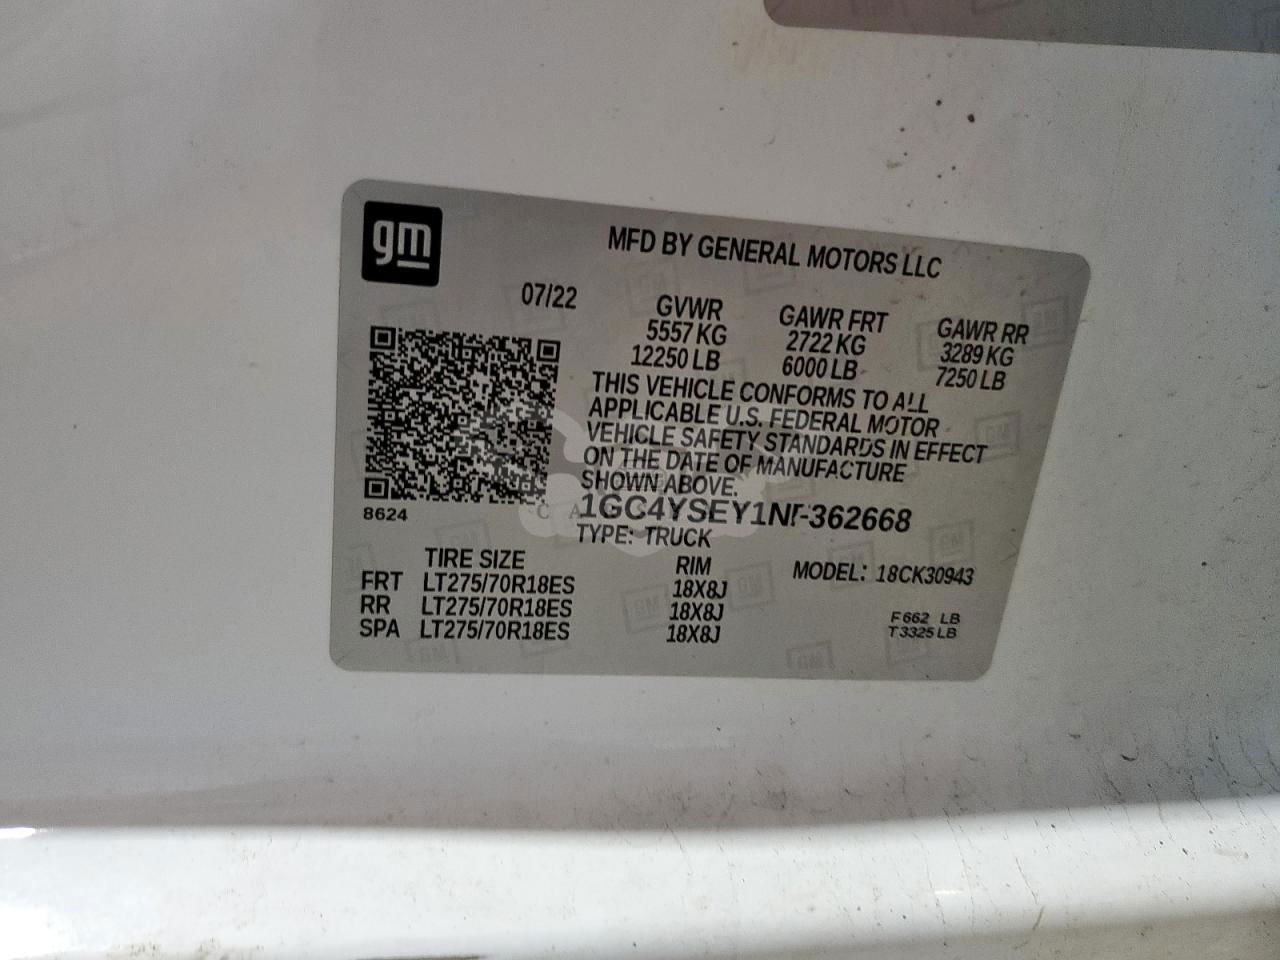 gm
MFD BY GENERAL MOTORS LLC
07/22
GVWR GAWR FRT GAWR RR
5557 KG 2722 KG 3289 KG
12250 LB 6000 LB 7250 LB
THIS VEHICLE CONFORMS TO ALL
APPLICABLE U.S. FEDERAL MOTOR
VEHICLE SAFETY STANDARDS IN EFFECT
ON THE DATE OF MANUFACTURE
SHOWN ABOVE.
8624
1GC4YSEY1NF362668
TYPE: TRUCK
TIRE SIZE RIM MODEL: 18CK30943
FRT LT275/70R18ES 18X8J
RR LT275/70R18ES 18X8J
SPA LT275/70R18ES 18X8J
F 662 LB
T 3325 LB